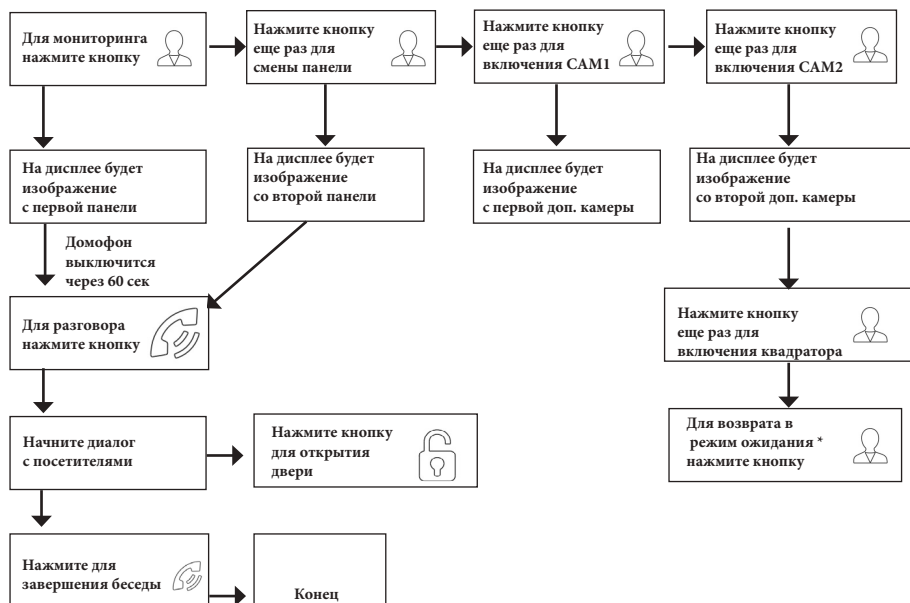 Для мониторинга
нажмите кнопку
Нажмите кнопку
еще раз для
смены панели
Нажмите кнопку
еще раз для
включения САМ1
Нажмите кнопку
еще раз для
включения САМ2
На дисплее будет
изображение
с первой панели
На дисплее будет
изображение
со второй панели
На дисплее будет
изображение
с первой доп. камеры
На дисплее будет
изображение
со второй доп. камеры
Домофон
выключится
через 60 сек
Для разговора
нажмите кнопку
Нажмите кнопку
еще раз для
включения квадратора
Начните диалог
с посетителями
Нажмите кнопку
для открытия
двери
Для возврата в
режим ожидания *
нажмите кнопку
Нажмите для
завершения беседы
Конец